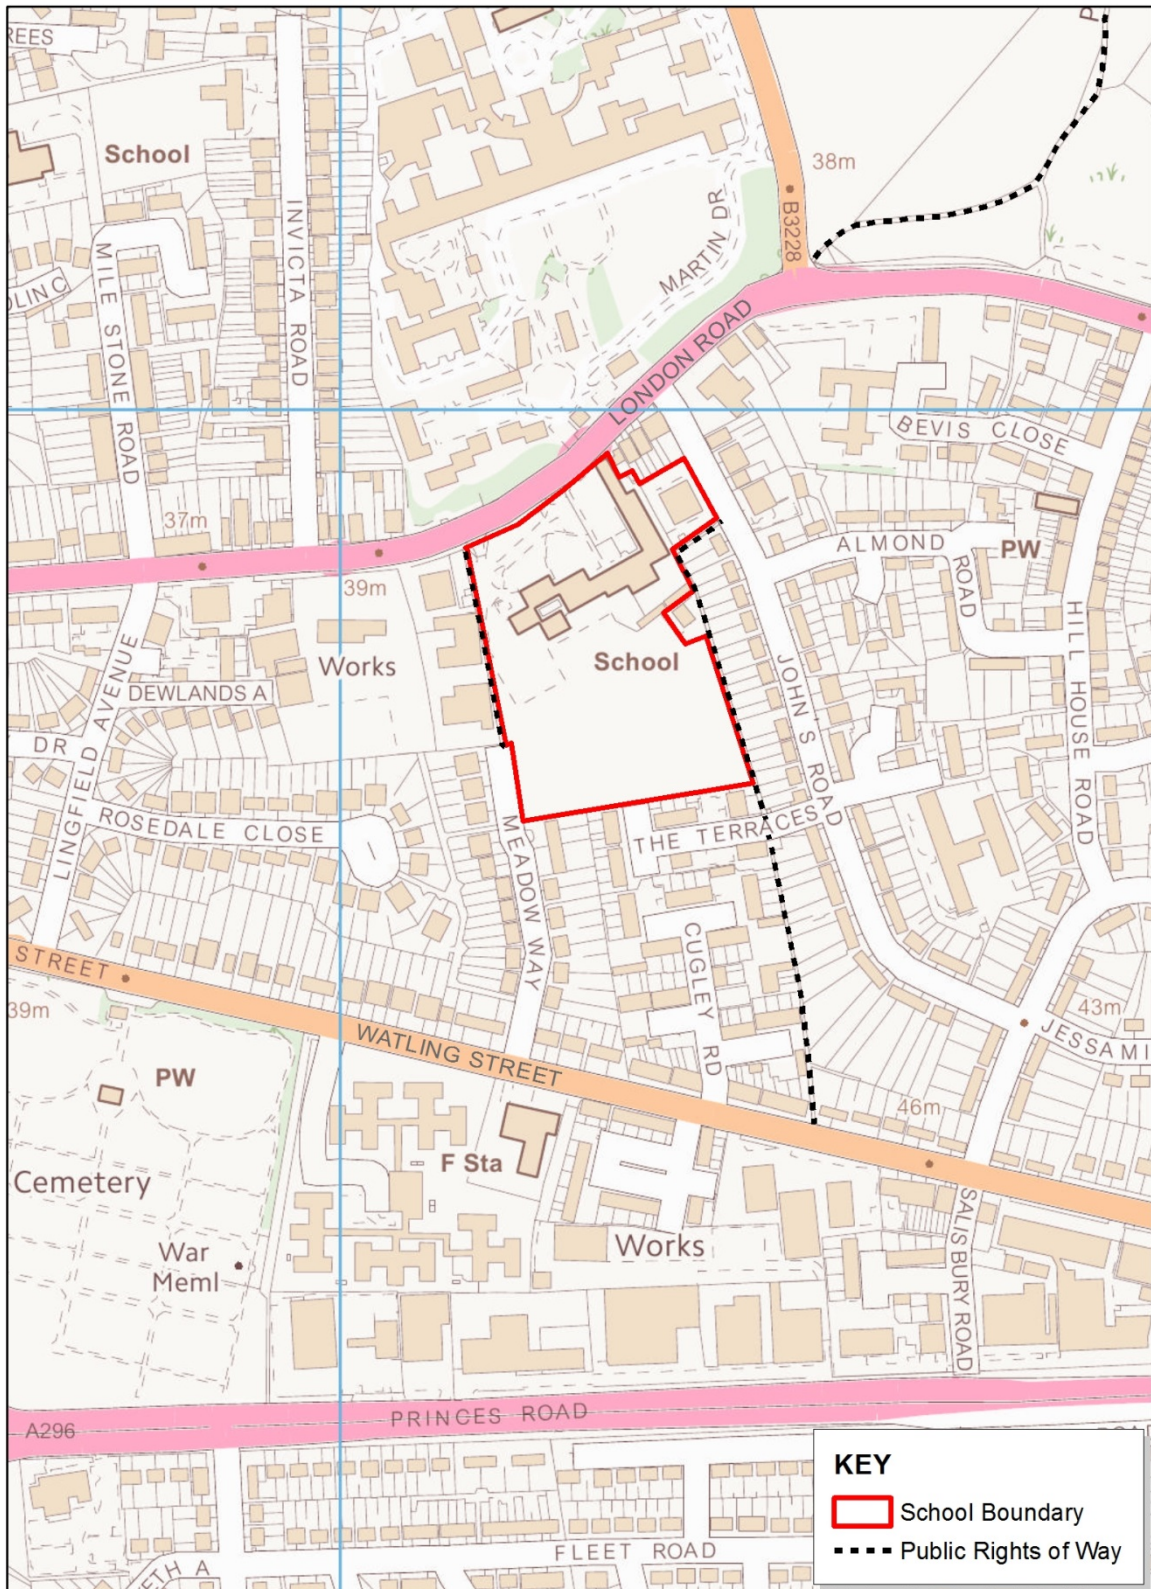 REES
School
INVICTA ROAD
MILE STONE ROAD
OLIN C
38m
B3228
MARTIN DR
LONDON ROAD
BEVIS CLOSE
37m
39m
ALMOND
ROAD
PW
Works
School
DEWLANDS A
DR
LINGFIELD AVENUE
ROSEDALE CLOSE
MEADOW WAY
THE TERRACES
JOHN'S ROAD
HILL HOUSE ROAD
CUGLEY RD
STREET
39m
WATLING STREET
43m
JESSAMI
46m
PW
Cemetery
F Sta
War
Meml
Works
SALISBURY ROAD
PRINCES ROAD
A296
FLEET ROAD
ETH A
KEY
School Boundary
Public Rights of Way